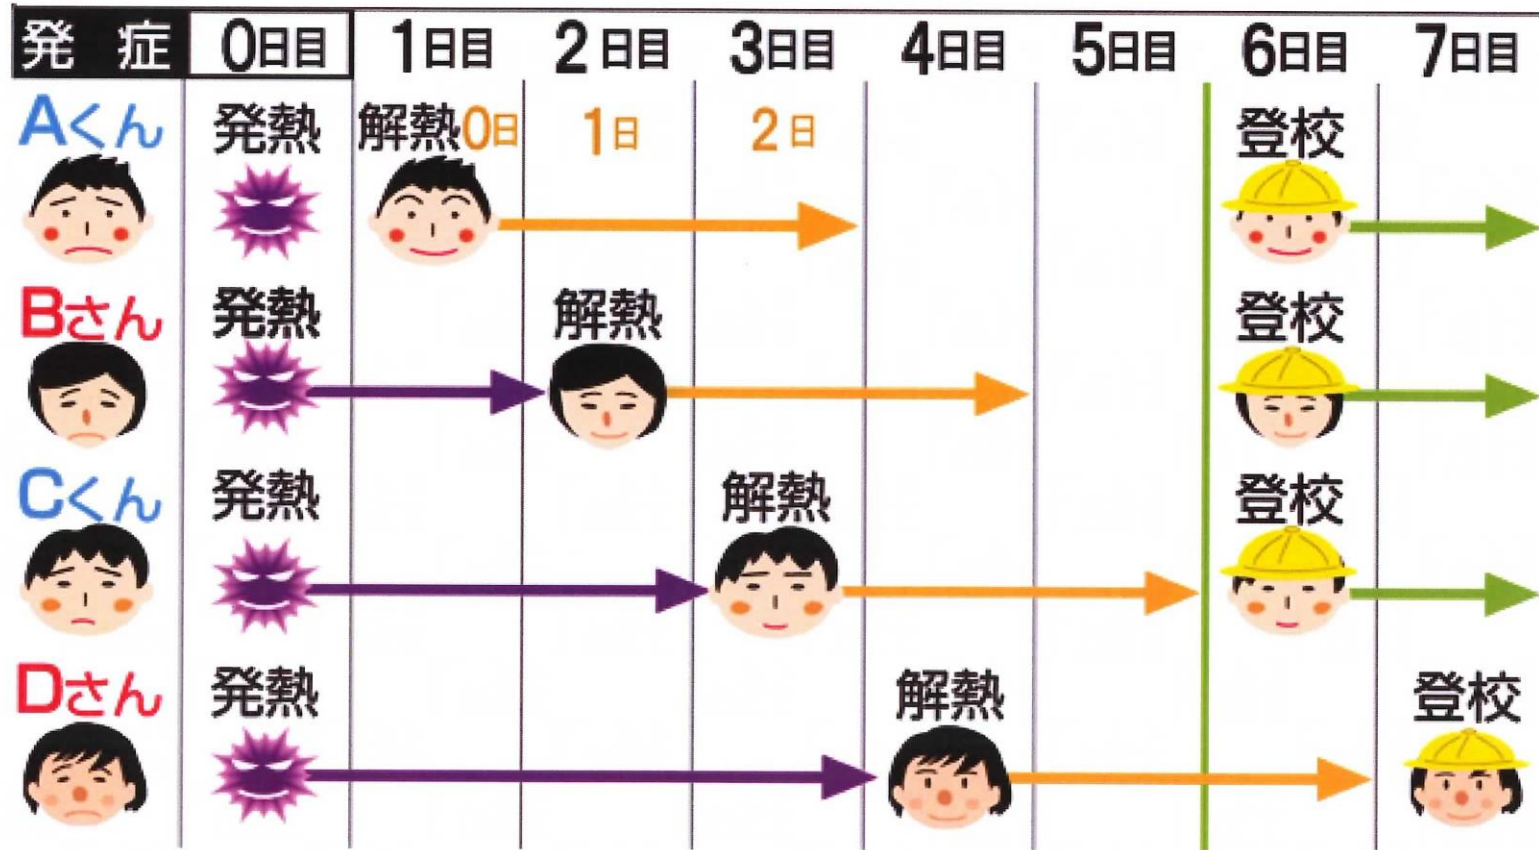 発症 0日目 1日目 2日目 3日目 4日目 5日目 6日目 7日目
Aくん 発熱 解熱0日 1日 2日 登校
Bさん 発熱 解熱 登校
Cくん 発熱 解熱 登校
Dさん 発熱 解熱 登校